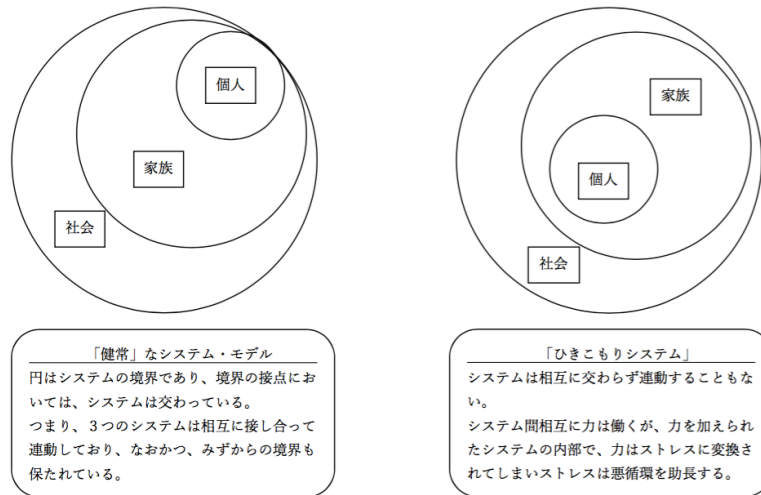 個人
家族
社会
「健常」なシステム・モデル
円はシステムの境界であり、境界の接点にお
いては、システムは交わっている。
つまり、３つのシステムは相互に接し合って
連動しており、なおかつ、みずからの境界も
保たれている。
家族
個人
社会
「ひきこもりシステム」
システムは相互に交わらず連動することもな
い。
システム間相互に力は働くが、力を加えられ
たシステムの内部で、力はストレスに変換さ
れてしまいストレスは悪循環を助長する。